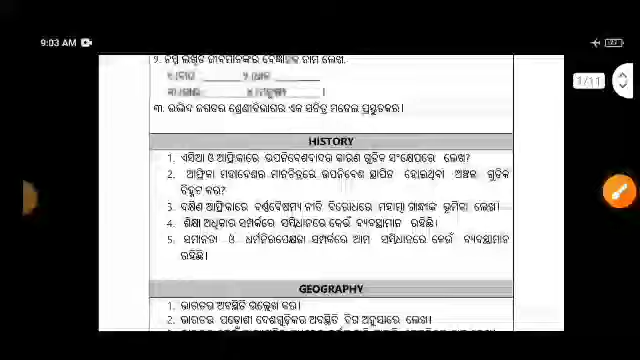 9:03 AM
1/11
୨. ନିମ୍ନ ଲିଖିତ ଜୀବମାନଙ୍କର ବୈଜ୍ଞାନିକ ନାମ ଲେଖ.
୩. ଉଦ୍ଭିଦ ଜଗତର ଶ୍ରେଣୀବିଭାଗର ଏକ ସଚିତ୍ର ମଡେଲ ପ୍ରସ୍ତୁତକର।
HISTORY
1. ଏସିଆ ଓ ଆଫ୍ରିକାରେ ଉପନିବେଶବାଦର କାରଣ ଗୁଡିକ ସଂକ୍ଷେପରେ ଲେଖ?
2. ଆଫ୍ରିକା ମହାଦେଶର ମାନଚିତ୍ରରେ ଉପନିବେଶ ସ୍ଥାପିତ ହୋଇଥିବା ଅଞ୍ଚଳ ଗୁଡିକ
ଚିହ୍ନଟ କର?
3. ଦକ୍ଷିଣ ଆଫ୍ରିକାରେ ବର୍ଣ୍ଣବୈଷମ୍ୟ ନୀତି ବିରୋଧରେ ମହାତ୍ମା ଗାନ୍ଧୀଙ୍କ ଭୂମିକା ଲେଖ।
4. ଶିକ୍ଷା ଅଧିକାର ସମ୍ପର୍କରେ ସମ୍ବିଧାନରେ କେଉଁ ବ୍ୟବସ୍ଥାମାନ ରହିଛି।
5. ସମାନତା ଓ ଧର୍ମନିରପେକ୍ଷତା ସମ୍ପର୍କରେ ଆମ ସମ୍ବିଧାନରେ କେଉଁ ବ୍ୟବସ୍ଥାମାନ
ରହିଛି।
GEOGRAPHY
1. ଭାରତର ଅବସ୍ଥିତି ଉଲ୍ଲେଖ କର।
2. ଭାରତର ପଡୋଶୀ ଦେଶଗୁଡ଼ିକର ଅବସ୍ଥିତି ଦିଗ ଅନୁସାରେ ଲେଖ।